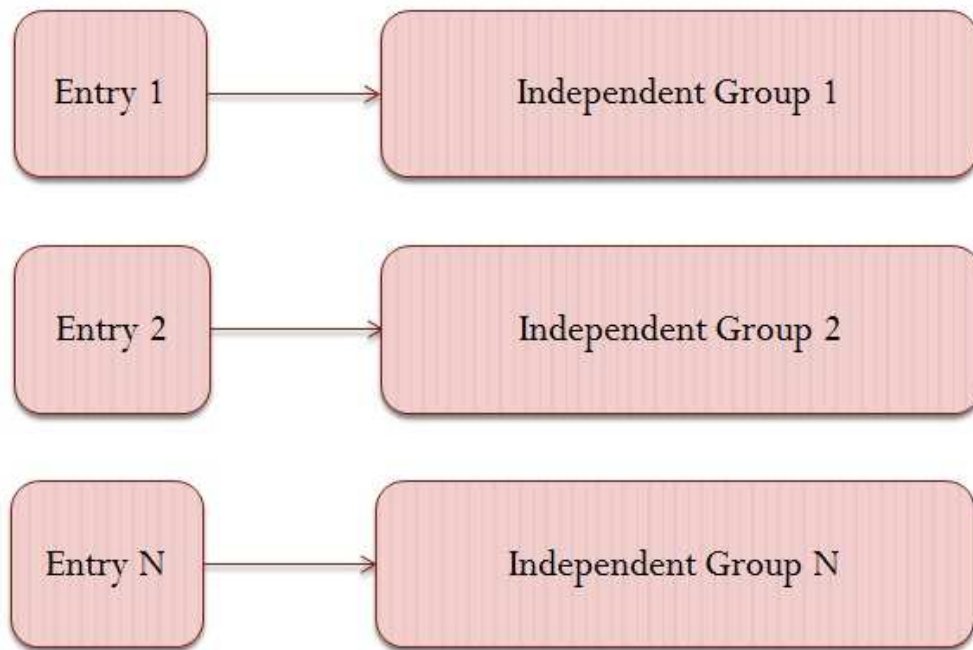 Entry 1
Independent Group 1
Entry 2
Independent Group 2
Entry N
Independent Group N